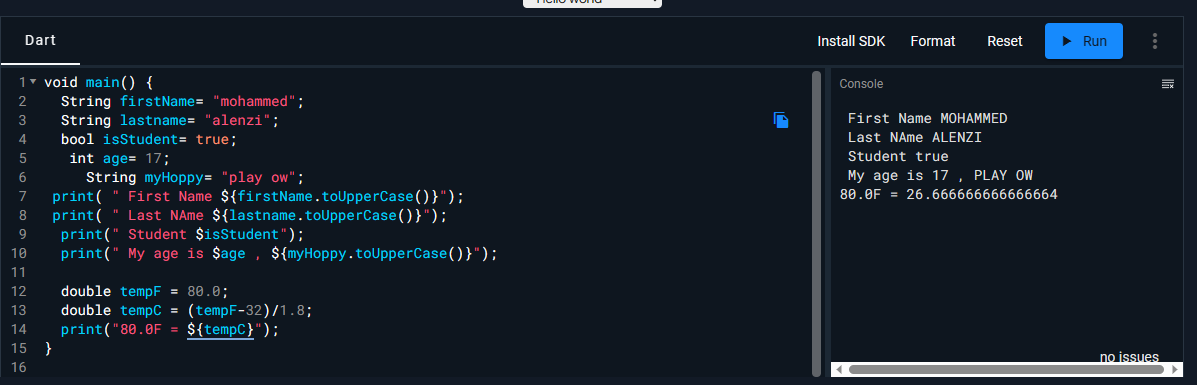 Hello world
Dart
Install SDK Format Reset Run
1 void main() {
2 String firstName= "mohammed";
3 String lastname= "alenzi";
4 bool isStudent= true;
5 int age= 17;
6 String myHoppy= "play ow";
7 print( " First Name ${firstName.toUpperCase()}");
8 print( " Last NAme ${lastname.toUpperCase()}");
9 print(" Student $isStudent");
10 print(" My age is $age , ${myHoppy.toUpperCase()}");
11
12 double tempF = 80.0;
13 double tempC = (tempF-32)/1.8;
14 print("80.0F = ${tempC}");
15 }
16
Console
First Name MOHAMMED
Last NAme ALENZI
Student true
My age is 17 , PLAY OW
80.0F = 26.666666666666664
no issues